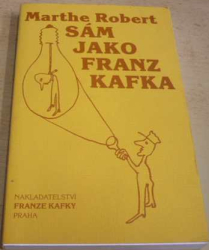 Marthe Robert
SÁM
JAKO
FRANZ
KAFKA
NAKLADATELSTVÍ
FRANZE KAFKY
PRAHA